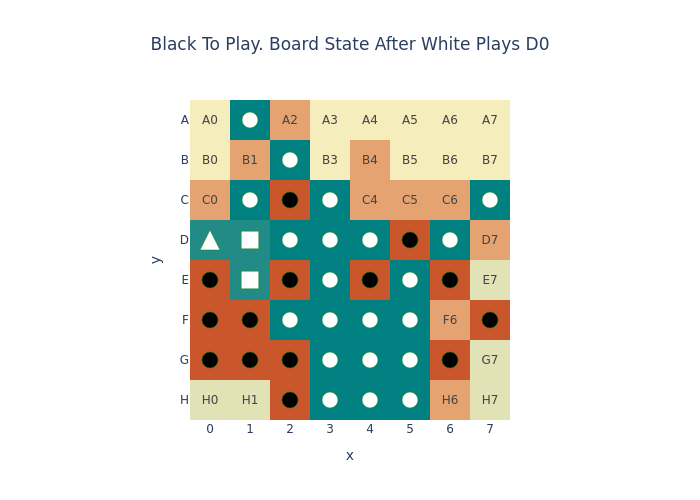 Black To Play. Board State After White Plays D0
A A0 A2 A3 A4 A5 A6 A7
B B0 B1 B3 B4 B5 B6 B7
C C0 C4 C5 C6
D D7
y
E E7
F F6
G G7
H H0 H1 H6 H7
0 1 2 3 4 5 6 7
x